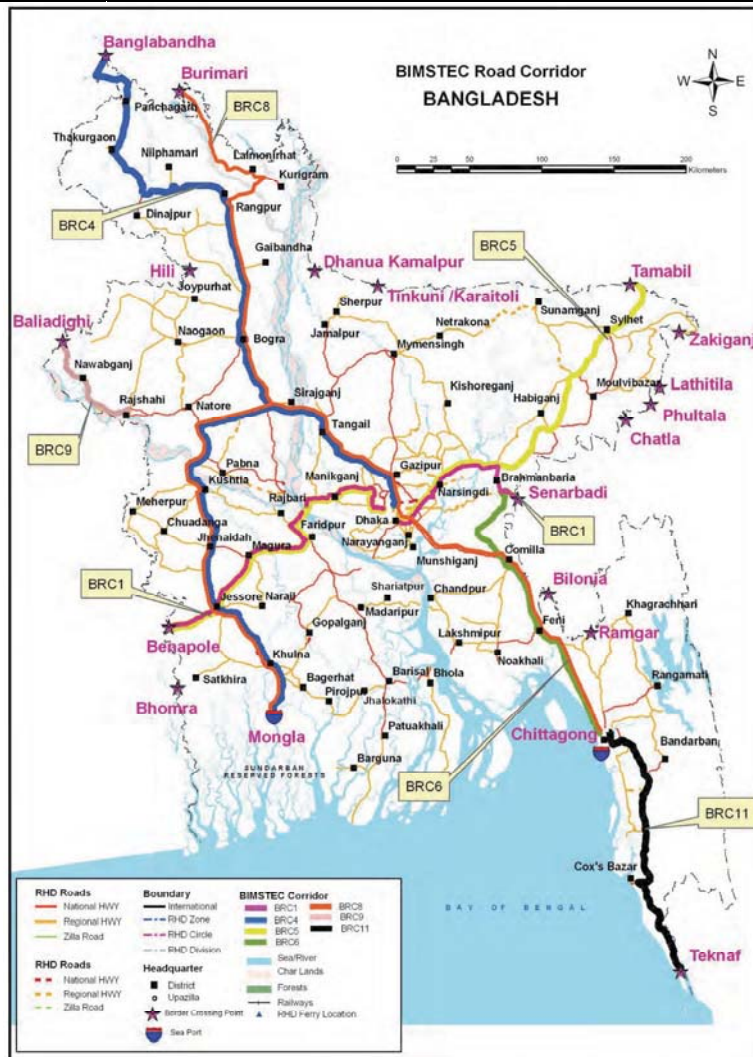 Banglabandha
Burimari
BIMSTEC Road Corridor
BANGLADESH
N
W E
S
BRC8
Panchagarh
Thakurgaon
Nilphamari
Lalmonirhat
Kurigram
0 25 50 100 150 200
Kilometers
Rangpur
Dinajpur
BRC4
Gaibandha
BRC5
Hili
Dhanua Kamalpur
Tamabil
Joypurhat
Tinkuni /Karaitoli
Sherpur
Sunamganj
Sylhet
Baliadighi
Naogaon
Bogra
Jamalpur
Netrakona
Zakiganj
Mymensingh
Nawabganj
Kishoreganj
Moulvibazar
Lathitila
Rajshahi
Natore
Sirajganj
Habiganj
Phultala
Tangail
Chatla
BRC9
Pabna
Gazipur
Kushtia
Manikganj
Drahmanbaria
Meherpur
Rajbari
Narsingdi
Senarbadi
Chuadanga
Faridpur
Dhaka
BRC1
Jhenaidah
Magura
Narayanganj
Munshiganj
Comilla
Shariatpur
Chandpur
Bilonia
BRC1
Jessore
Narail
Madaripur
Khagrachhari
Gopalganj
Feni
Benapole
Lakshmipur
Ramgar
Khulna
Noakhali
Satkhira
Bagerhat
Barisal
Bhola
Rangamati
Bhomra
Pirojpur
Jhalokathi
Mongla
Patuakhali
Chittagong
Bandarban
SUNDARBAN
RESERVED FORESTS
Barguna
BRC6
BRC11
Cox's Bazar
BAY OF BENGAL
Teknaf
RHD Roads
National HWY
Regional HWY
Zilla Road
RHD Roads
National HWY
Regional HWY
Zilla Road
Boundary
International
RHD Zone
RHD Circle
RHD Division
Headquarter
District
Upazilla
Border Crossing Point
Sea Port
BIMSTEC Corridor
BRC1
BRC4
BRC5
BRC6
BRC8
BRC9
BRC11
Sea/River
Char Lands
Forests
Railways
RHD Ferry Location